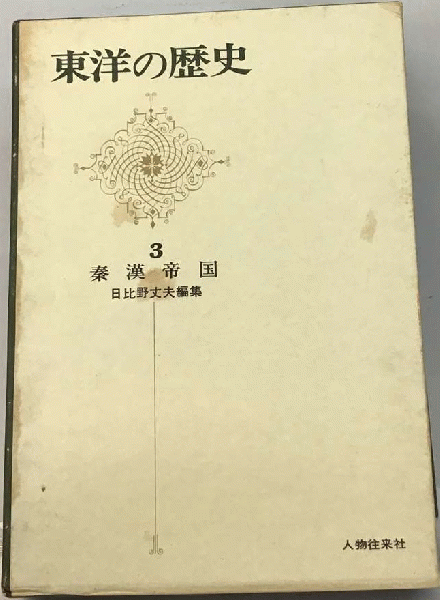 東洋の歴史
3
秦漢帝国
日比野丈夫編集
人物往来社